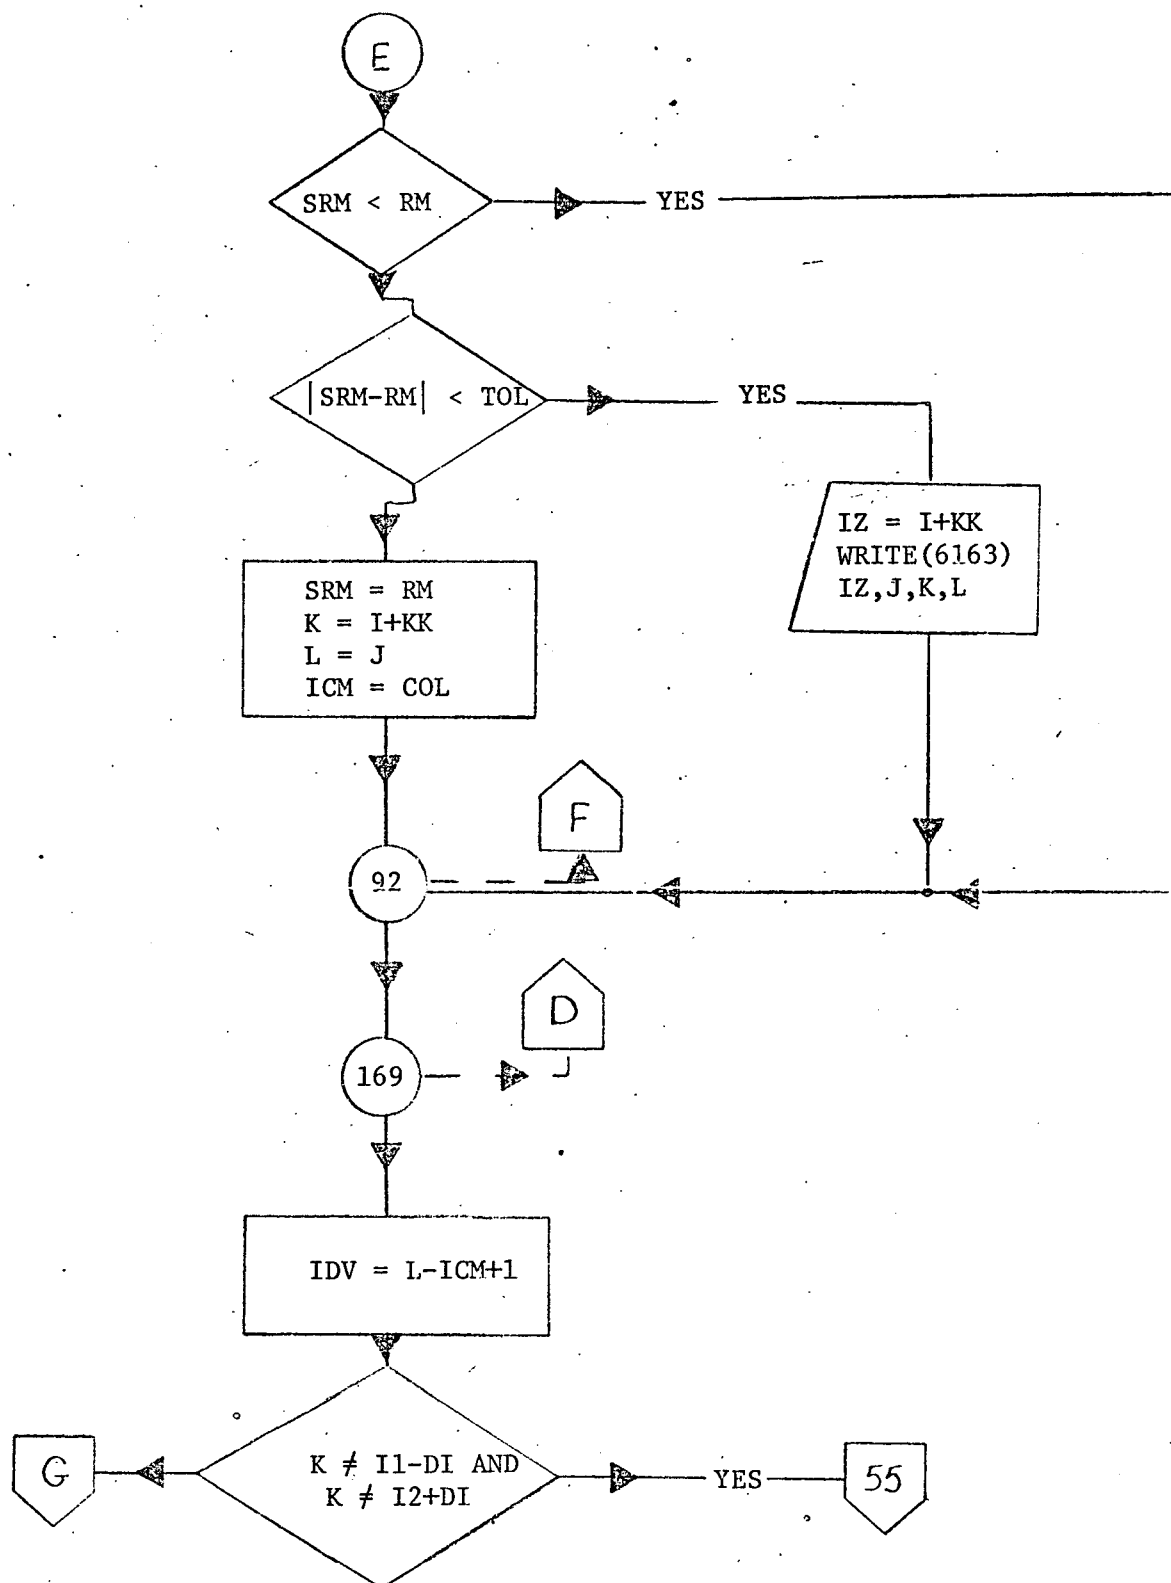 E
SRM < RM
YES
|SRM-RM| < TOL
YES
IZ = I+KK
WRITE(6163)
IZ,J,K,L
SRM = RM
K = I+KK
L = J
ICM = COL
F
92
D
169
IDV = L-ICM+1
G
K ≠ I1-DI AND
K ≠ I2+DI
YES
55